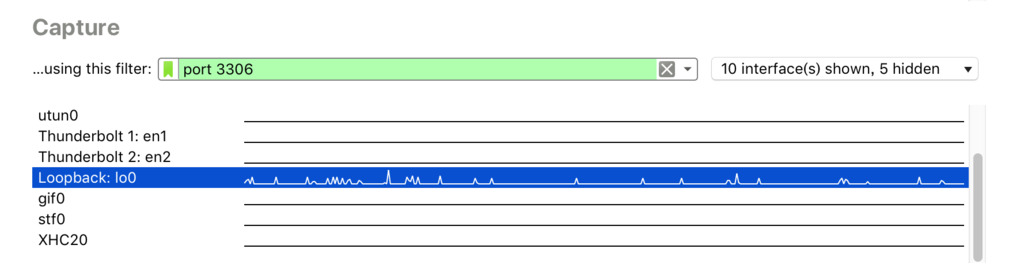 Capture
...using this filter: port 3306 10 interface(s) shown, 5 hidden
utun0
Thunderbolt 1: en1
Thunderbolt 2: en2
Loopback: lo0
gif0
stf0
XHC20